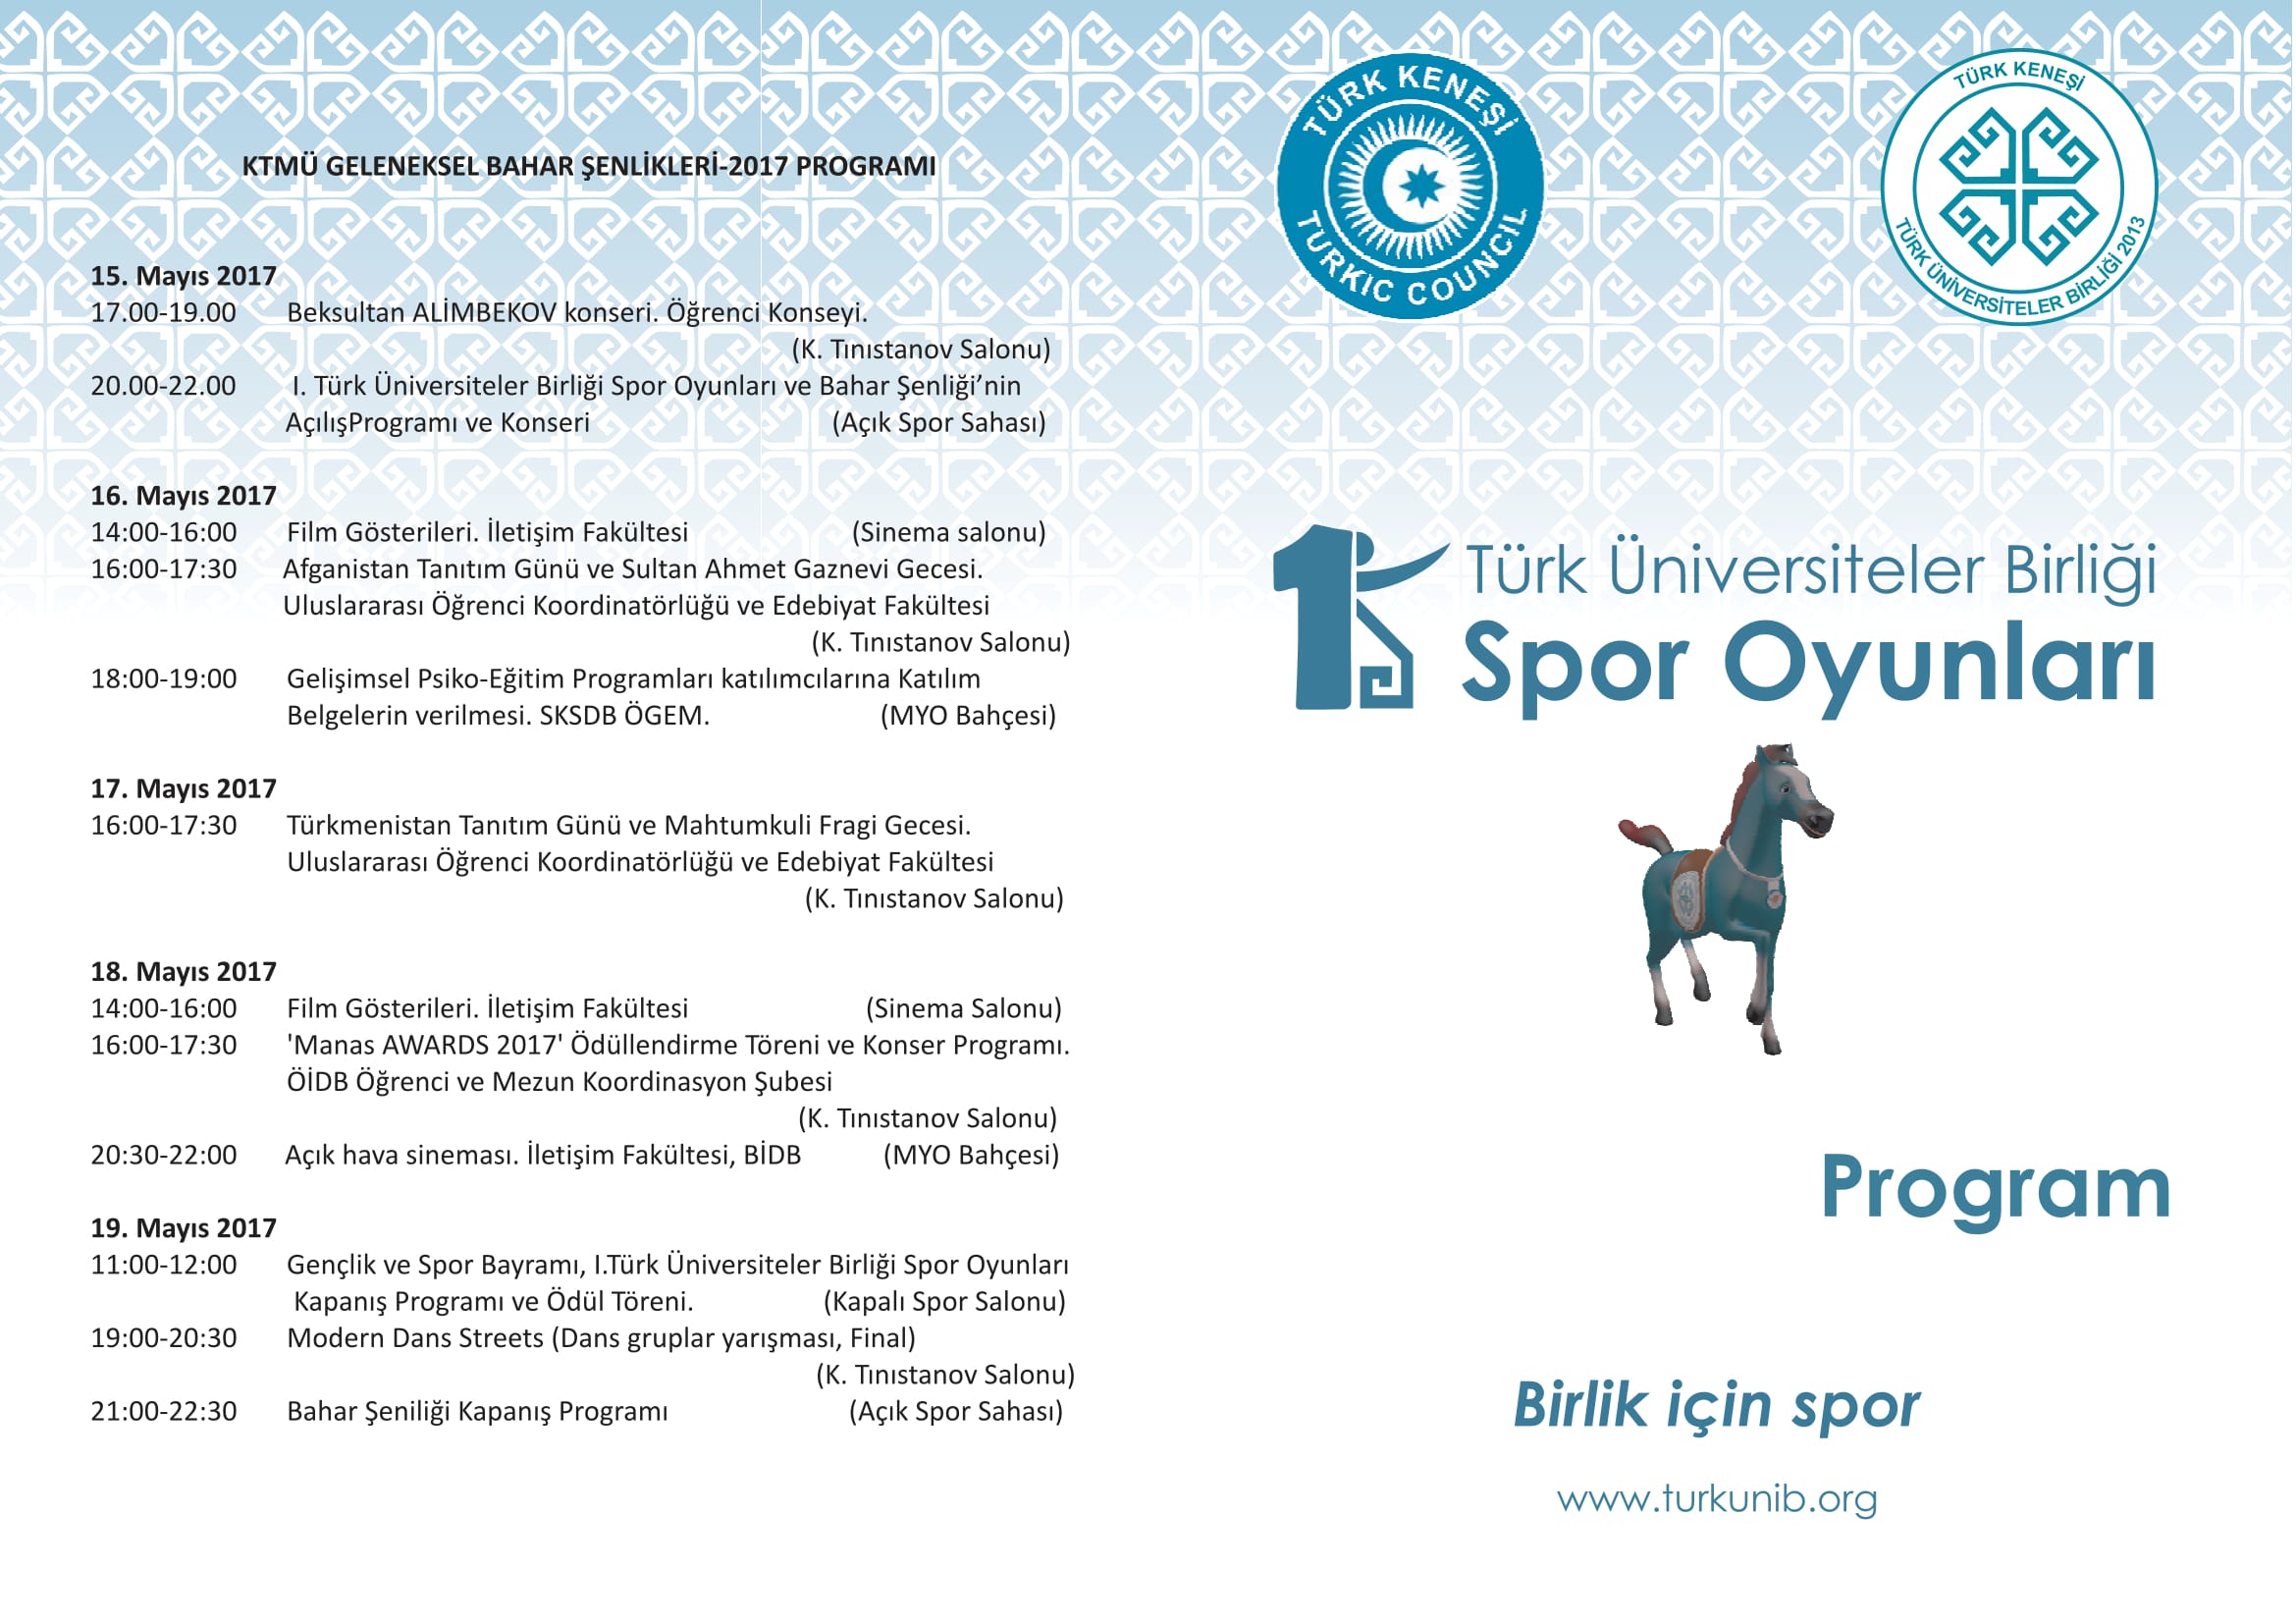 KTMÜ GELENEKSEL BAHAR ŞENLİKLERİ-2017 PROGRAMI
15. Mayıs 2017
17.00-19.00 Beksultan ALİMBEKOV konseri. Öğrenci Konseyi.
(K. Tınıstanov Salonu)
20.00-22.00 I. Türk Üniversiteler Birliği Spor Oyunları ve Bahar Şenliği’nin
AçılışProgramı ve Konseri (Açık Spor Sahası)
16. Mayıs 2017
14:00-16:00 Film Gösterileri. İletişim Fakültesi (Sinema salonu)
16:00-17:30 Afganistan Tanıtım Günü ve Sultan Ahmet Gaznevi Gecesi.
Uluslararası Öğrenci Koordinatörlüğü ve Edebiyat Fakültesi
(K. Tınıstanov Salonu)
18:00-19:00 Gelişimsel Psiko-Eğitim Programları katılımcılarına Katılım
Belgelerin verilmesi. SKSDB ÖGEM. (MYO Bahçesi)
17. Mayıs 2017
16:00-17:30 Türkmenistan Tanıtım Günü ve Mahtumkuli Fragi Gecesi.
Uluslararası Öğrenci Koordinatörlüğü ve Edebiyat Fakültesi
(K. Tınıstanov Salonu)
18. Mayıs 2017
14:00-16:00 Film Gösterileri. İletişim Fakültesi (Sinema Salonu)
16:00-17:30 'Manas AWARDS 2017' Ödüllendirme Töreni ve Konser Programı.
ÖİDB Öğrenci ve Mezun Koordinasyon Şubesi
(K. Tınıstanov Salonu)
20:30-22:00 Açık hava sineması. İletişim Fakültesi, BİDB (MYO Bahçesi)
19. Mayıs 2017
11:00-12:00 Gençlik ve Spor Bayramı, I.Türk Üniversiteler Birliği Spor Oyunları
Kapanış Programı ve Ödül Töreni. (Kapalı Spor Salonu)
19:00-20:30 Modern Dans Streets (Dans gruplar yarışması, Final)
(K. Tınıstanov Salonu)
21:00-22:30 Bahar Şeniliği Kapanış Programı (Açık Spor Sahası)
TÜRK KENEŞİ
TURKIC COUNCIL
TÜRK KENEŞİ
TÜRK ÜNİVERSİTELER BİRLİĞİ 2013
1 Türk Üniversiteler Birliği
Spor Oyunları
Program
Birlik için spor
www.turkunib.org